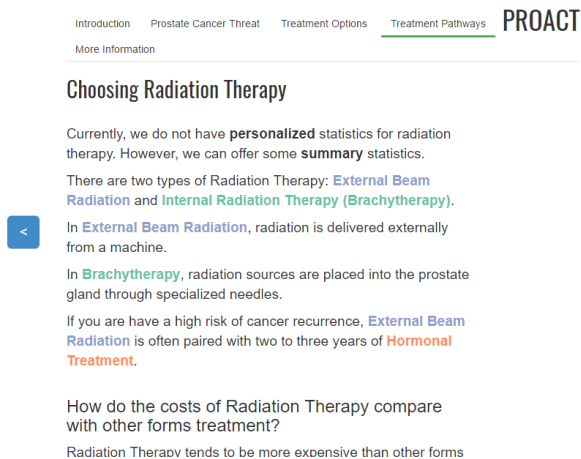 Introduction Prostate Cancer Threat Treatment Options Treatment Pathways PROACT
More Information
Choosing Radiation Therapy
Currently, we do not have personalized statistics for radiation
therapy. However, we can offer some summary statistics.
There are two types of Radiation Therapy: External Beam
Radiation and Internal Radiation Therapy (Brachytherapy).
<
In External Beam Radiation, radiation is delivered externally
from a machine.
In Brachytherapy, radiation sources are placed into the prostate
gland through specialized needles.
If you are have a high risk of cancer recurrence, External Beam
Radiation is often paired with two to three years of Hormonal
Treatment.
How do the costs of Radiation Therapy compare
with other forms treatment?
Radiation Therapy tends to be more expensive than other forms